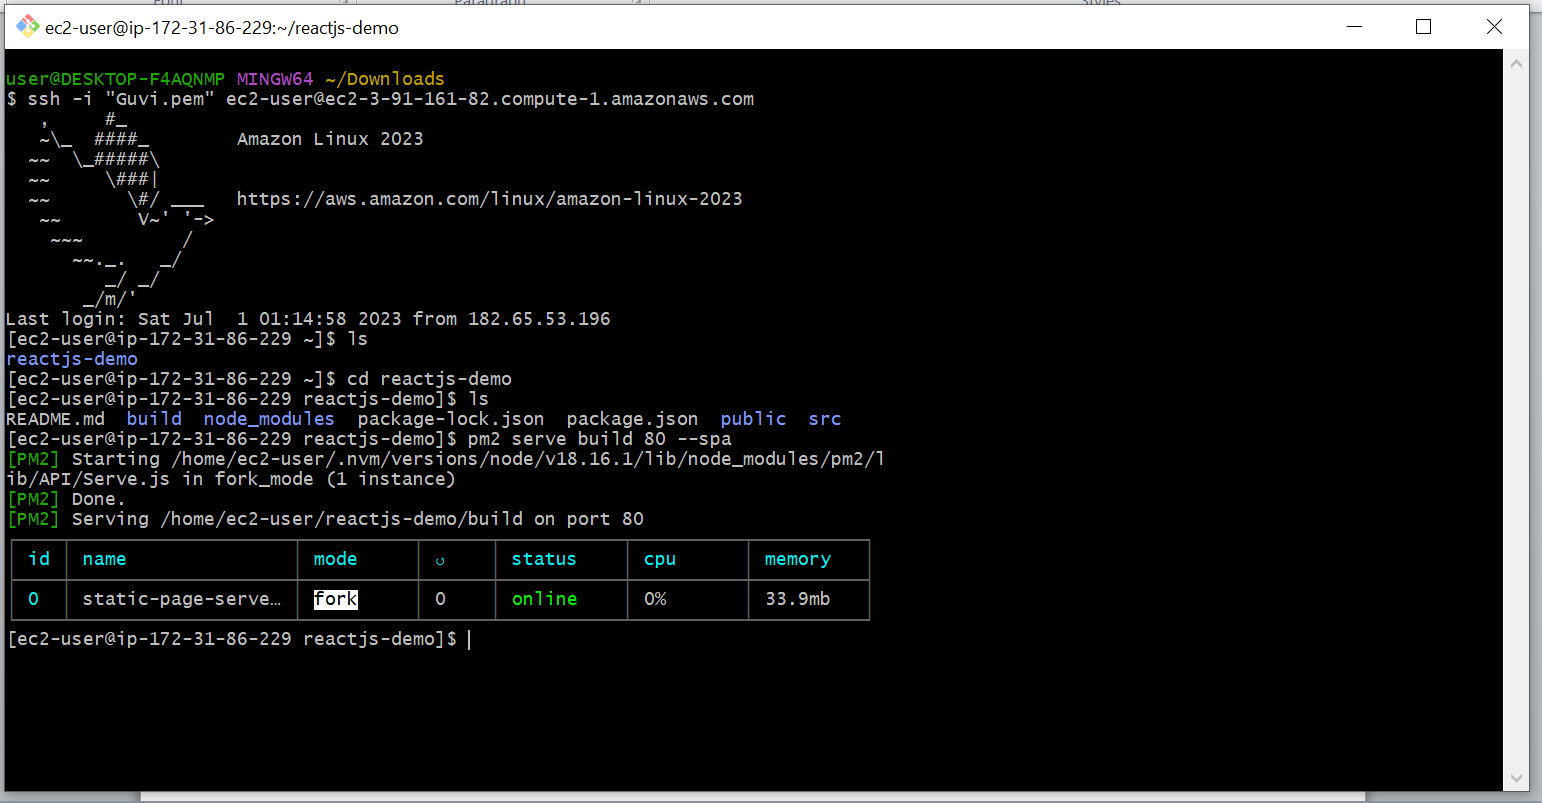 Font Paragraph Styles
ec2-user@ip-172-31-86-229:~/reactjs-demo
user@DESKTOP-F4AQNMP MINGW64 ~/Downloads
$ ssh -i "Guvi.pem" ec2-user@ec2-3-91-161-82.compute-1.amazonaws.com
   ,     #_
   ~\_  ####_        Amazon Linux 2023
  ~~  \_#####\
  ~~     \###|
  ~~       \#/ ___   https://aws.amazon.com/linux/amazon-linux-2023
   ~~       V~' '->
    ~~~         /
      ~~._.   _/
         _/ _/
       _/m/'
Last login: Sat Jul  1 01:14:58 2023 from 182.65.53.196
[ec2-user@ip-172-31-86-229 ~]$ ls
reactjs-demo
[ec2-user@ip-172-31-86-229 ~]$ cd reactjs-demo
[ec2-user@ip-172-31-86-229 reactjs-demo]$ ls
README.md  build  node_modules  package-lock.json  package.json  public  src
[ec2-user@ip-172-31-86-229 reactjs-demo]$ pm2 serve build 80 --spa
[PM2] Starting /home/ec2-user/.nvm/versions/node/v18.16.1/lib/node_modules/pm2/l
ib/API/Serve.js in fork_mode (1 instance)
[PM2] Done.
[PM2] Serving /home/ec2-user/reactjs-demo/build on port 80
id name mode ↺ status cpu memory
0 static-page-serve… fork 0 online 0% 33.9mb
[ec2-user@ip-172-31-86-229 reactjs-demo]$